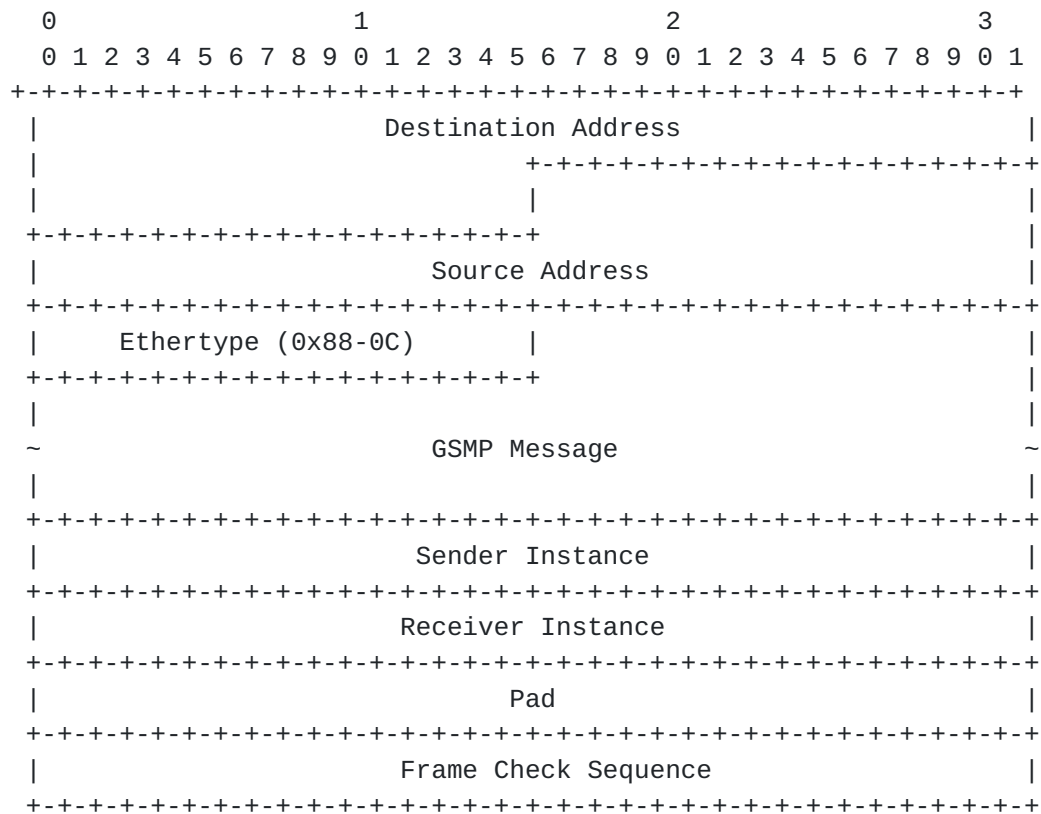 0                   1                   2                   3
 0 1 2 3 4 5 6 7 8 9 0 1 2 3 4 5 6 7 8 9 0 1 2 3 4 5 6 7 8 9 0 1
+-+-+-+-+-+-+-+-+-+-+-+-+-+-+-+-+-+-+-+-+-+-+-+-+-+-+-+-+-+-+-+-+
 |                      Destination Address                      |
 |                               +-+-+-+-+-+-+-+-+-+-+-+-+-+-+-+-+
 |                               |                               |
 +-+-+-+-+-+-+-+-+-+-+-+-+-+-+-+-+                               |
 |                         Source Address                        |
 +-+-+-+-+-+-+-+-+-+-+-+-+-+-+-+-+-+-+-+-+-+-+-+-+-+-+-+-+-+-+-+-+
 |     Ethertype (0x88-0C)       |                               |
 +-+-+-+-+-+-+-+-+-+-+-+-+-+-+-+-+                               |
 |                                                               |
 ~                         GSMP Message                          ~
 |                                                               |
 +-+-+-+-+-+-+-+-+-+-+-+-+-+-+-+-+-+-+-+-+-+-+-+-+-+-+-+-+-+-+-+-+
 |                        Sender Instance                        |
 +-+-+-+-+-+-+-+-+-+-+-+-+-+-+-+-+-+-+-+-+-+-+-+-+-+-+-+-+-+-+-+-+
 |                       Receiver Instance                       |
 +-+-+-+-+-+-+-+-+-+-+-+-+-+-+-+-+-+-+-+-+-+-+-+-+-+-+-+-+-+-+-+-+
 |                              Pad                              |
 +-+-+-+-+-+-+-+-+-+-+-+-+-+-+-+-+-+-+-+-+-+-+-+-+-+-+-+-+-+-+-+-+
 |                       Frame Check Sequence                    |
 +-+-+-+-+-+-+-+-+-+-+-+-+-+-+-+-+-+-+-+-+-+-+-+-+-+-+-+-+-+-+-+-+